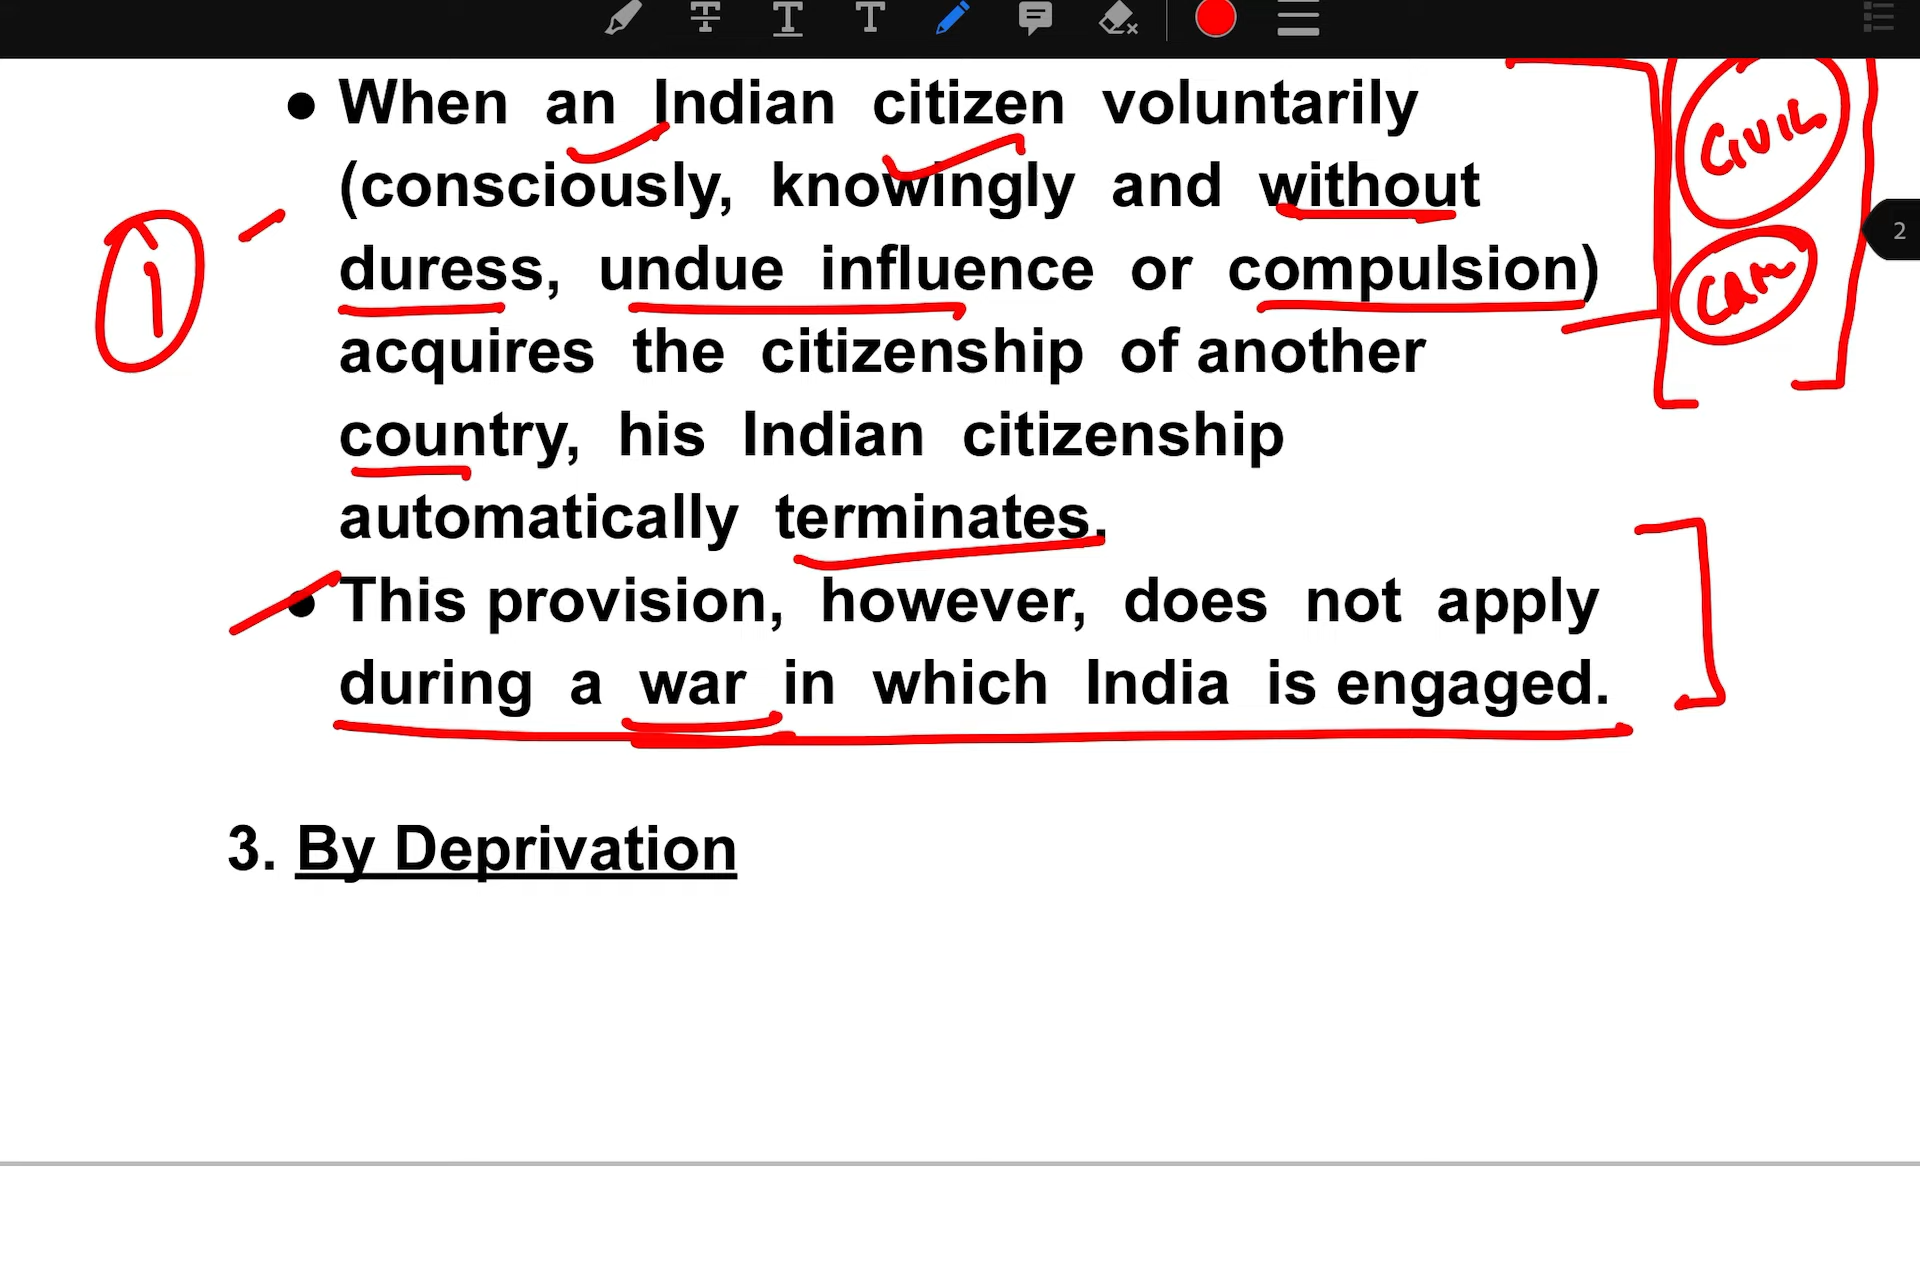 ● When an Indian citizen voluntarily
(consciously, knowingly and without
duress, undue influence or compulsion)
acquires the citizenship of another
country, his Indian citizenship
automatically terminates.
● This provision, however, does not apply
during a war in which India is engaged.
3. By Deprivation
CIVIL
2